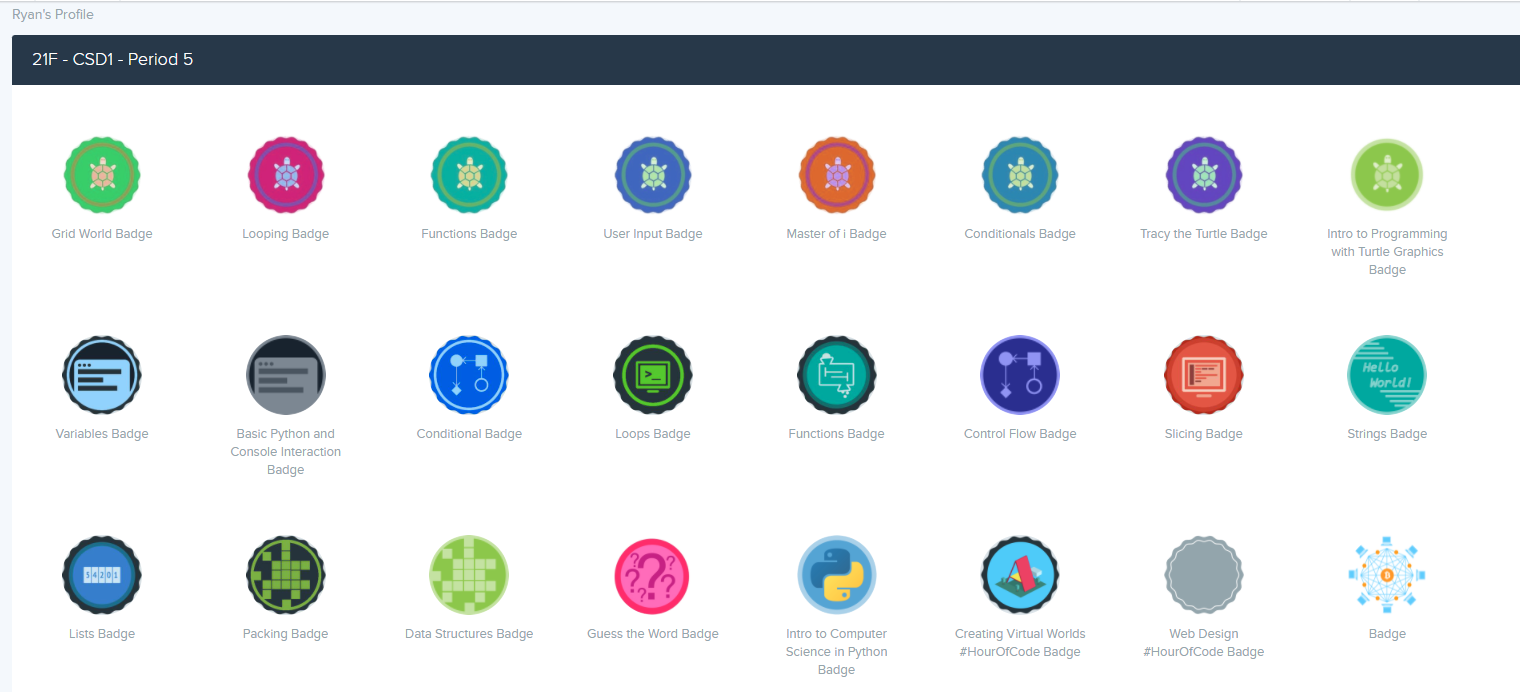 Ryan's Profile
21F - CSD1 - Period 5
Grid World Badge
Looping Badge
Functions Badge
User Input Badge
Master of i Badge
Conditionals Badge
Tracy the Turtle Badge
Intro to Programming
with Turtle Graphics
Badge
>_
Hello
World!
Variables Badge
Basic Python and
Console Interaction
Badge
Conditional Badge
Loops Badge
Functions Badge
Control Flow Badge
Slicing Badge
Strings Badge
54201
? ? ? ? ? ?
Lists Badge
Packing Badge
Data Structures Badge
Guess the Word Badge
Intro to Computer
Science in Python
Badge
Creating Virtual Worlds
#HourOfCode Badge
Web Design
#HourOfCode Badge
Badge